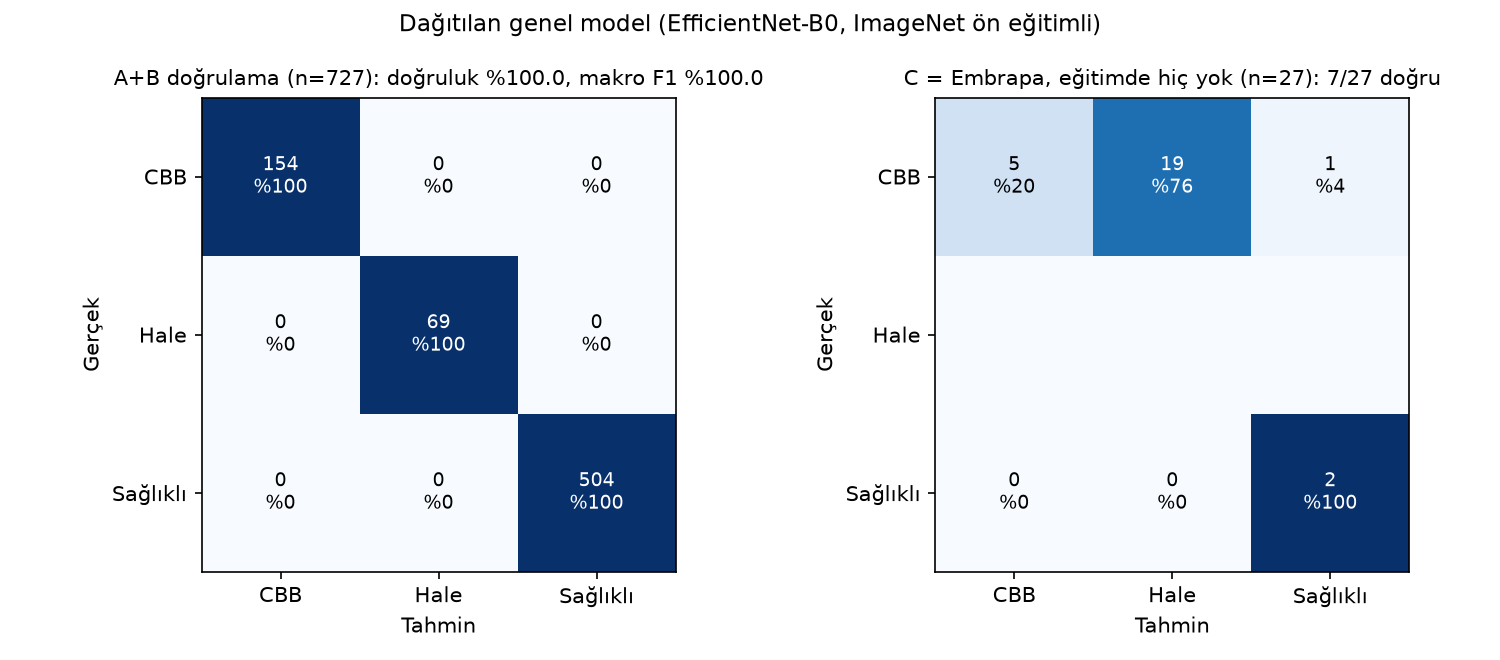 Dağıtılan genel model (EfficientNet-B0, ImageNet ön eğitimli)
A+B doğrulama (n=727): doğruluk %100.0, makro F1 %100.0
Gerçek
CBB
154
%100
0
%0
0
%0
Hale
0
%0
69
%100
0
%0
Sağlıklı
0
%0
0
%0
504
%100
CBB
Hale
Sağlıklı
Tahmin
C = Embrapa, eğitimde hiç yok (n=27): 7/27 doğru
Gerçek
CBB
5
%20
19
%76
1
%4
Hale
Sağlıklı
0
%0
0
%0
2
%100
CBB
Hale
Sağlıklı
Tahmin